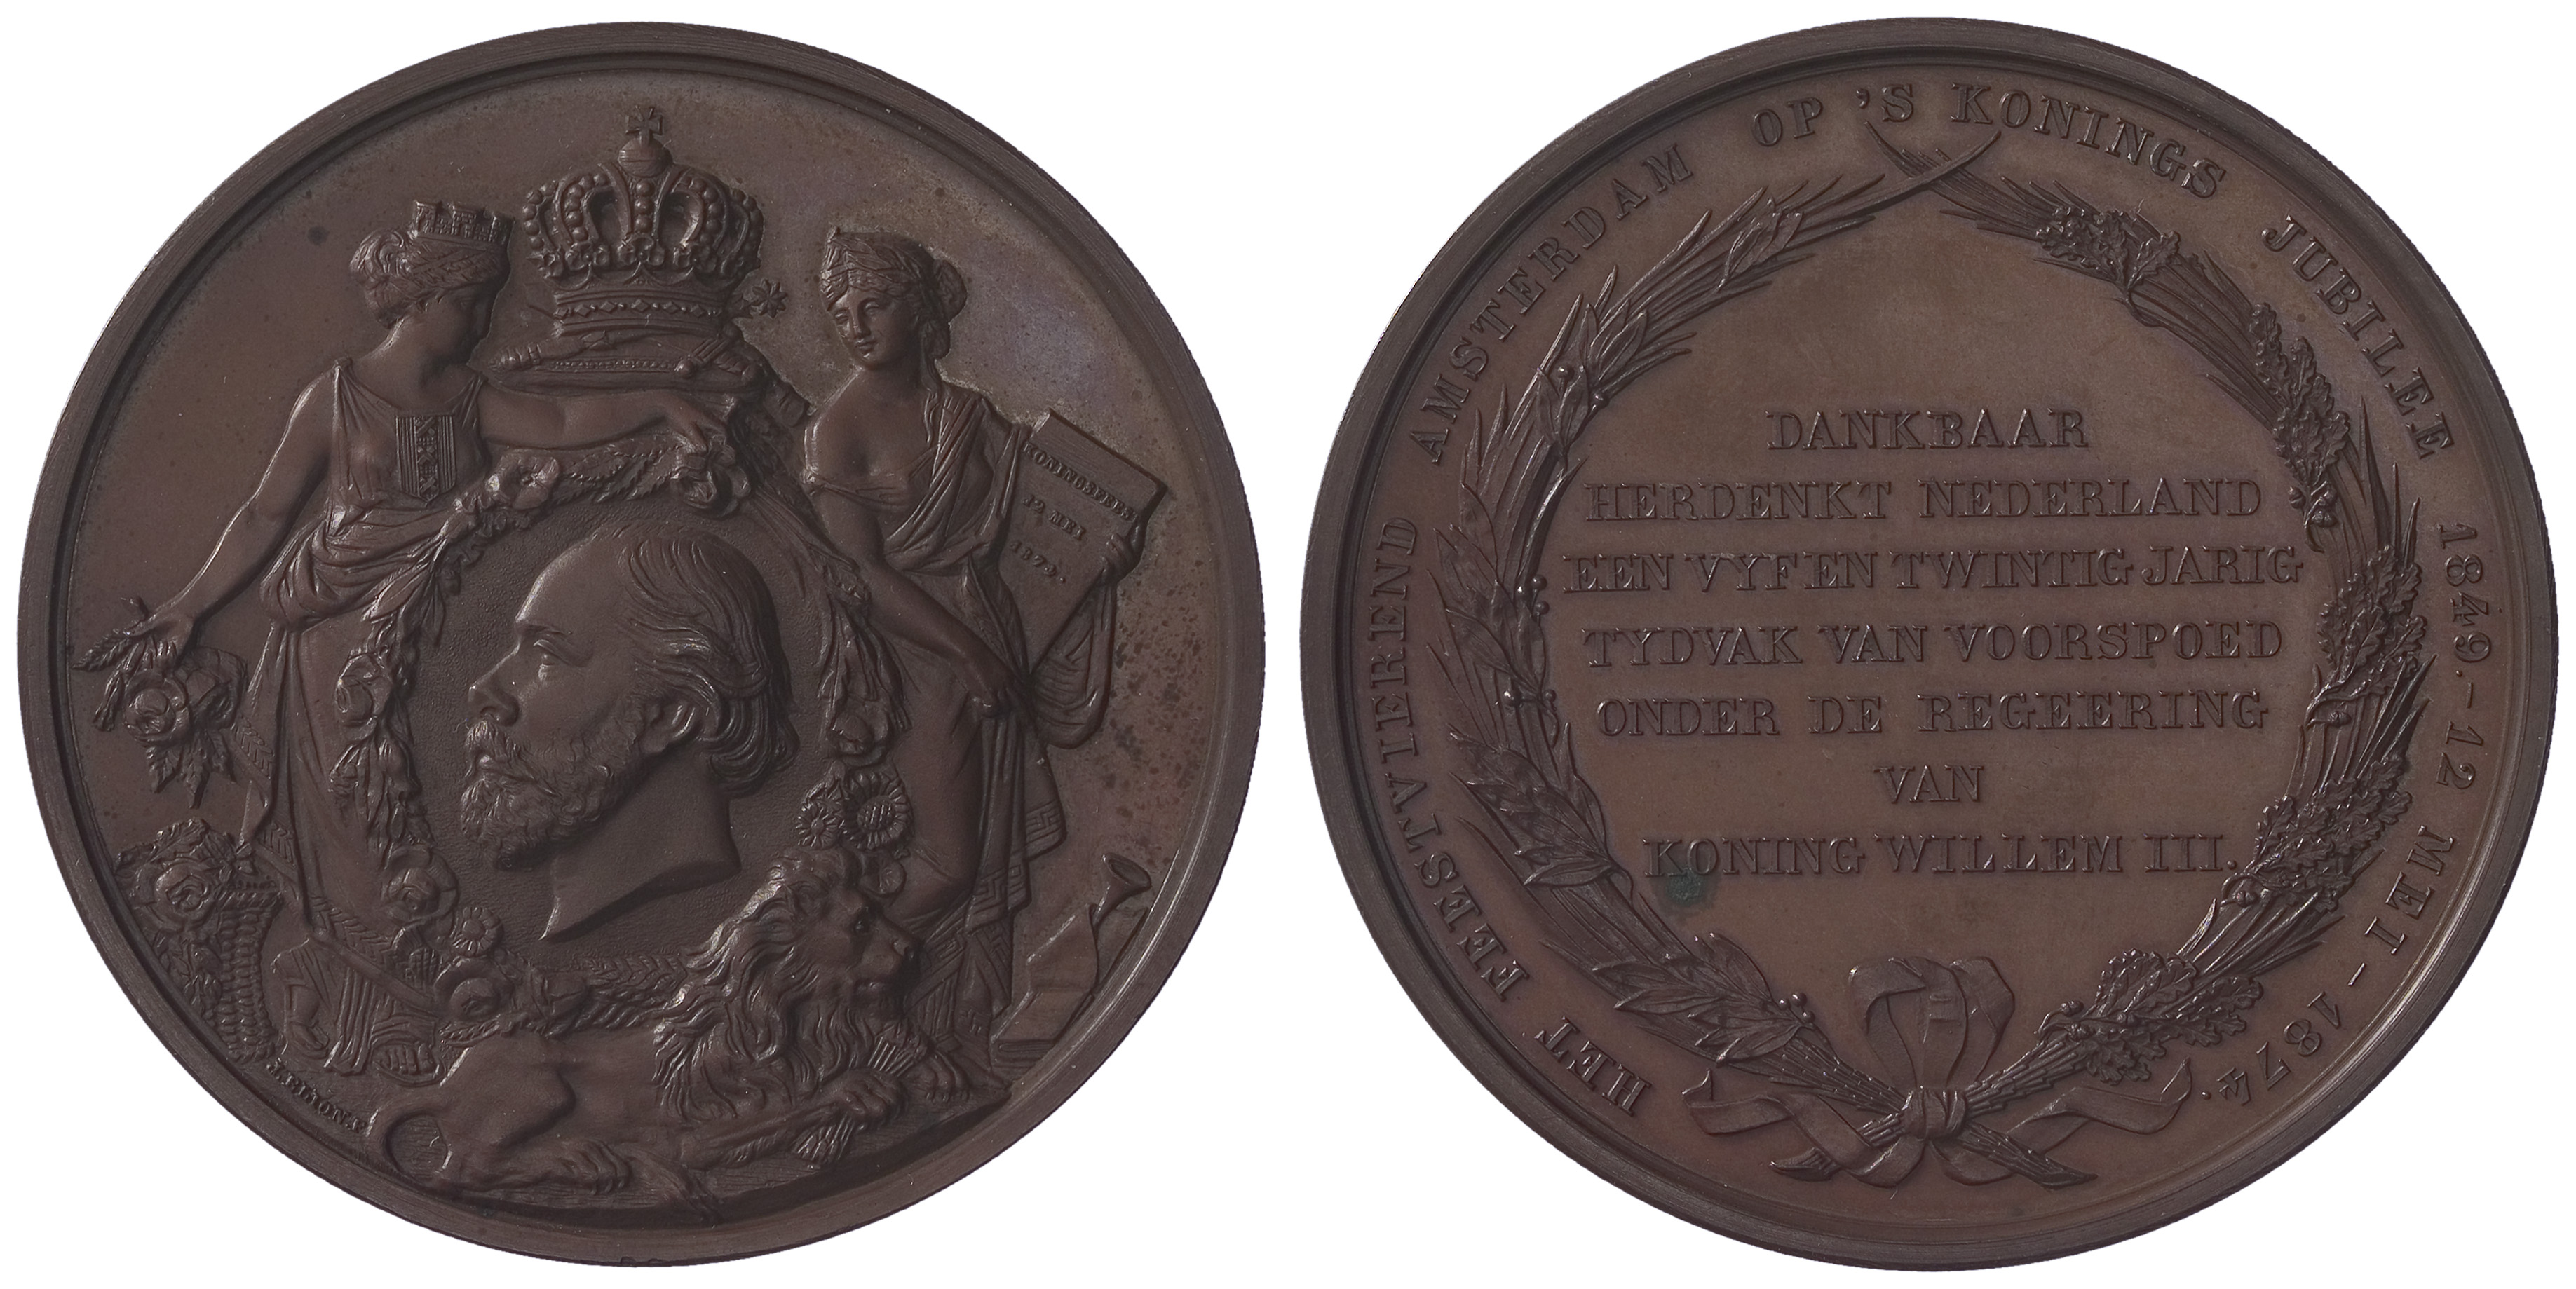 KONINGSFEEST
12 MEI
1874.
J. ELION. F.
HET FEESTVIEREND AMSTERDAM OP 'S KONINGS JUBILEE 1849.-12 MEI-1874.
DANKBAAR
HERDENKT NEDERLAND
EEN VYF EN TWINTIG JARIG
TYDVAK VAN VOORSPOED
ONDER DE REGEERING
VAN
KONING WILLEM III.